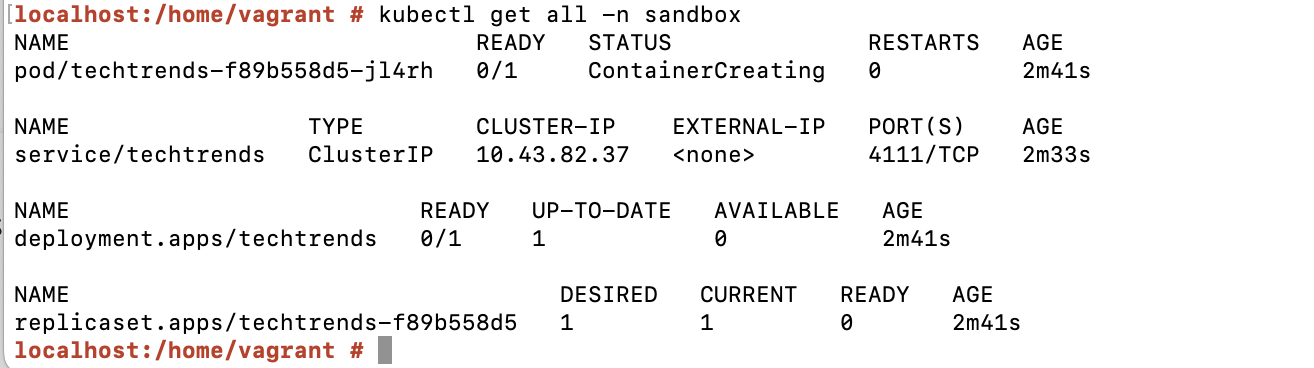 [localhost:/home/vagrant # kubectl get all -n sandbox
NAME                             READY   STATUS              RESTARTS   AGE
pod/techtrends-f89b558d5-jl4rh   0/1     ContainerCreating   0          2m41s

NAME                 TYPE        CLUSTER-IP    EXTERNAL-IP   PORT(S)    AGE
service/techtrends   ClusterIP   10.43.82.37   <none>        4111/TCP   2m33s

NAME                         READY   UP-TO-DATE   AVAILABLE   AGE
deployment.apps/techtrends   0/1     1            0           2m41s

NAME                                   DESIRED   CURRENT   READY   AGE
replicaset.apps/techtrends-f89b558d5   1         1         0       2m41s
localhost:/home/vagrant #